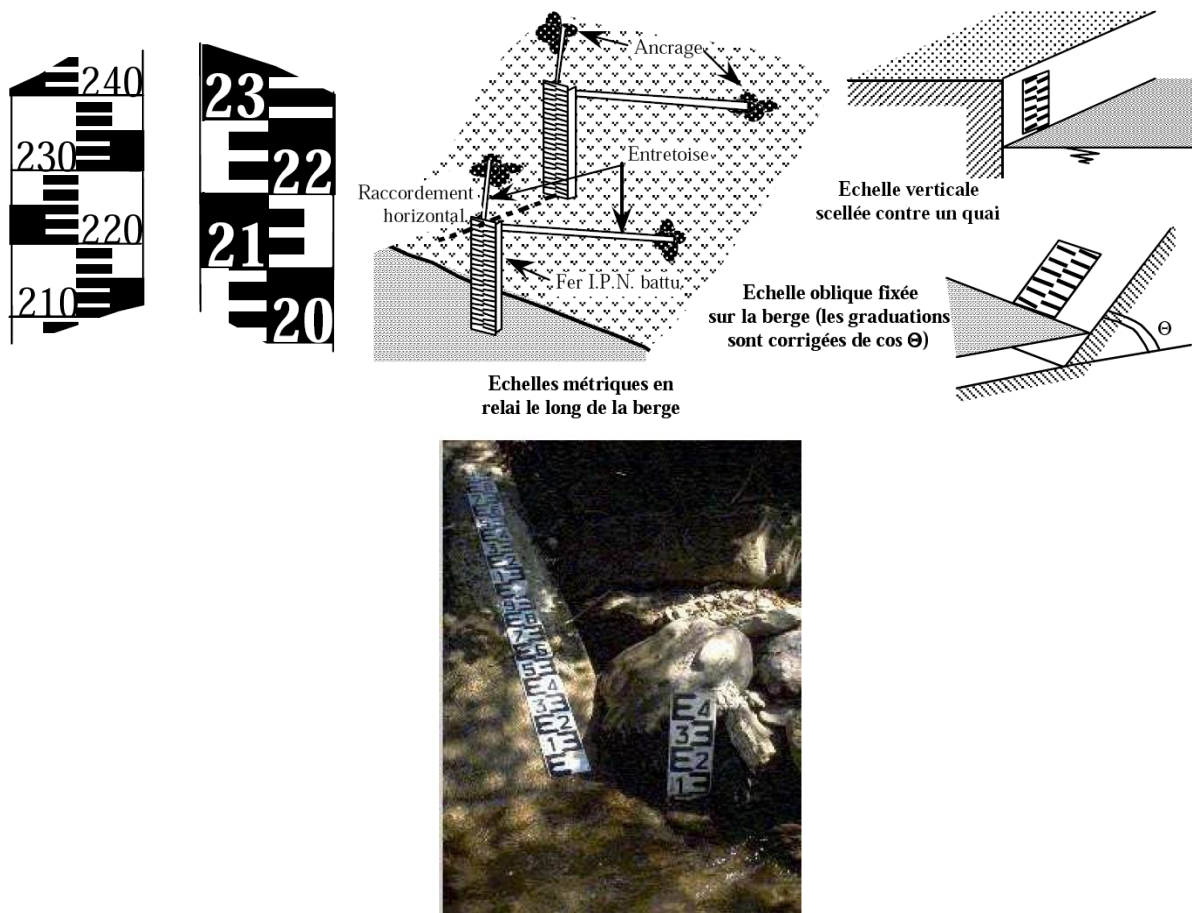 240
230
220
210
23
22
21
20
Ancrage
Entretoise
Raccordement
horizontal
Fer I.P.N. battu
Echelles métriques en
relai le long de la berge
Echelle verticale
scellée contre un quai
Echelle oblique fixée
sur la berge (les graduations
sont corrigées de cos Θ)
Θ
7
6
5
4
3
2
1
4
3
2
1